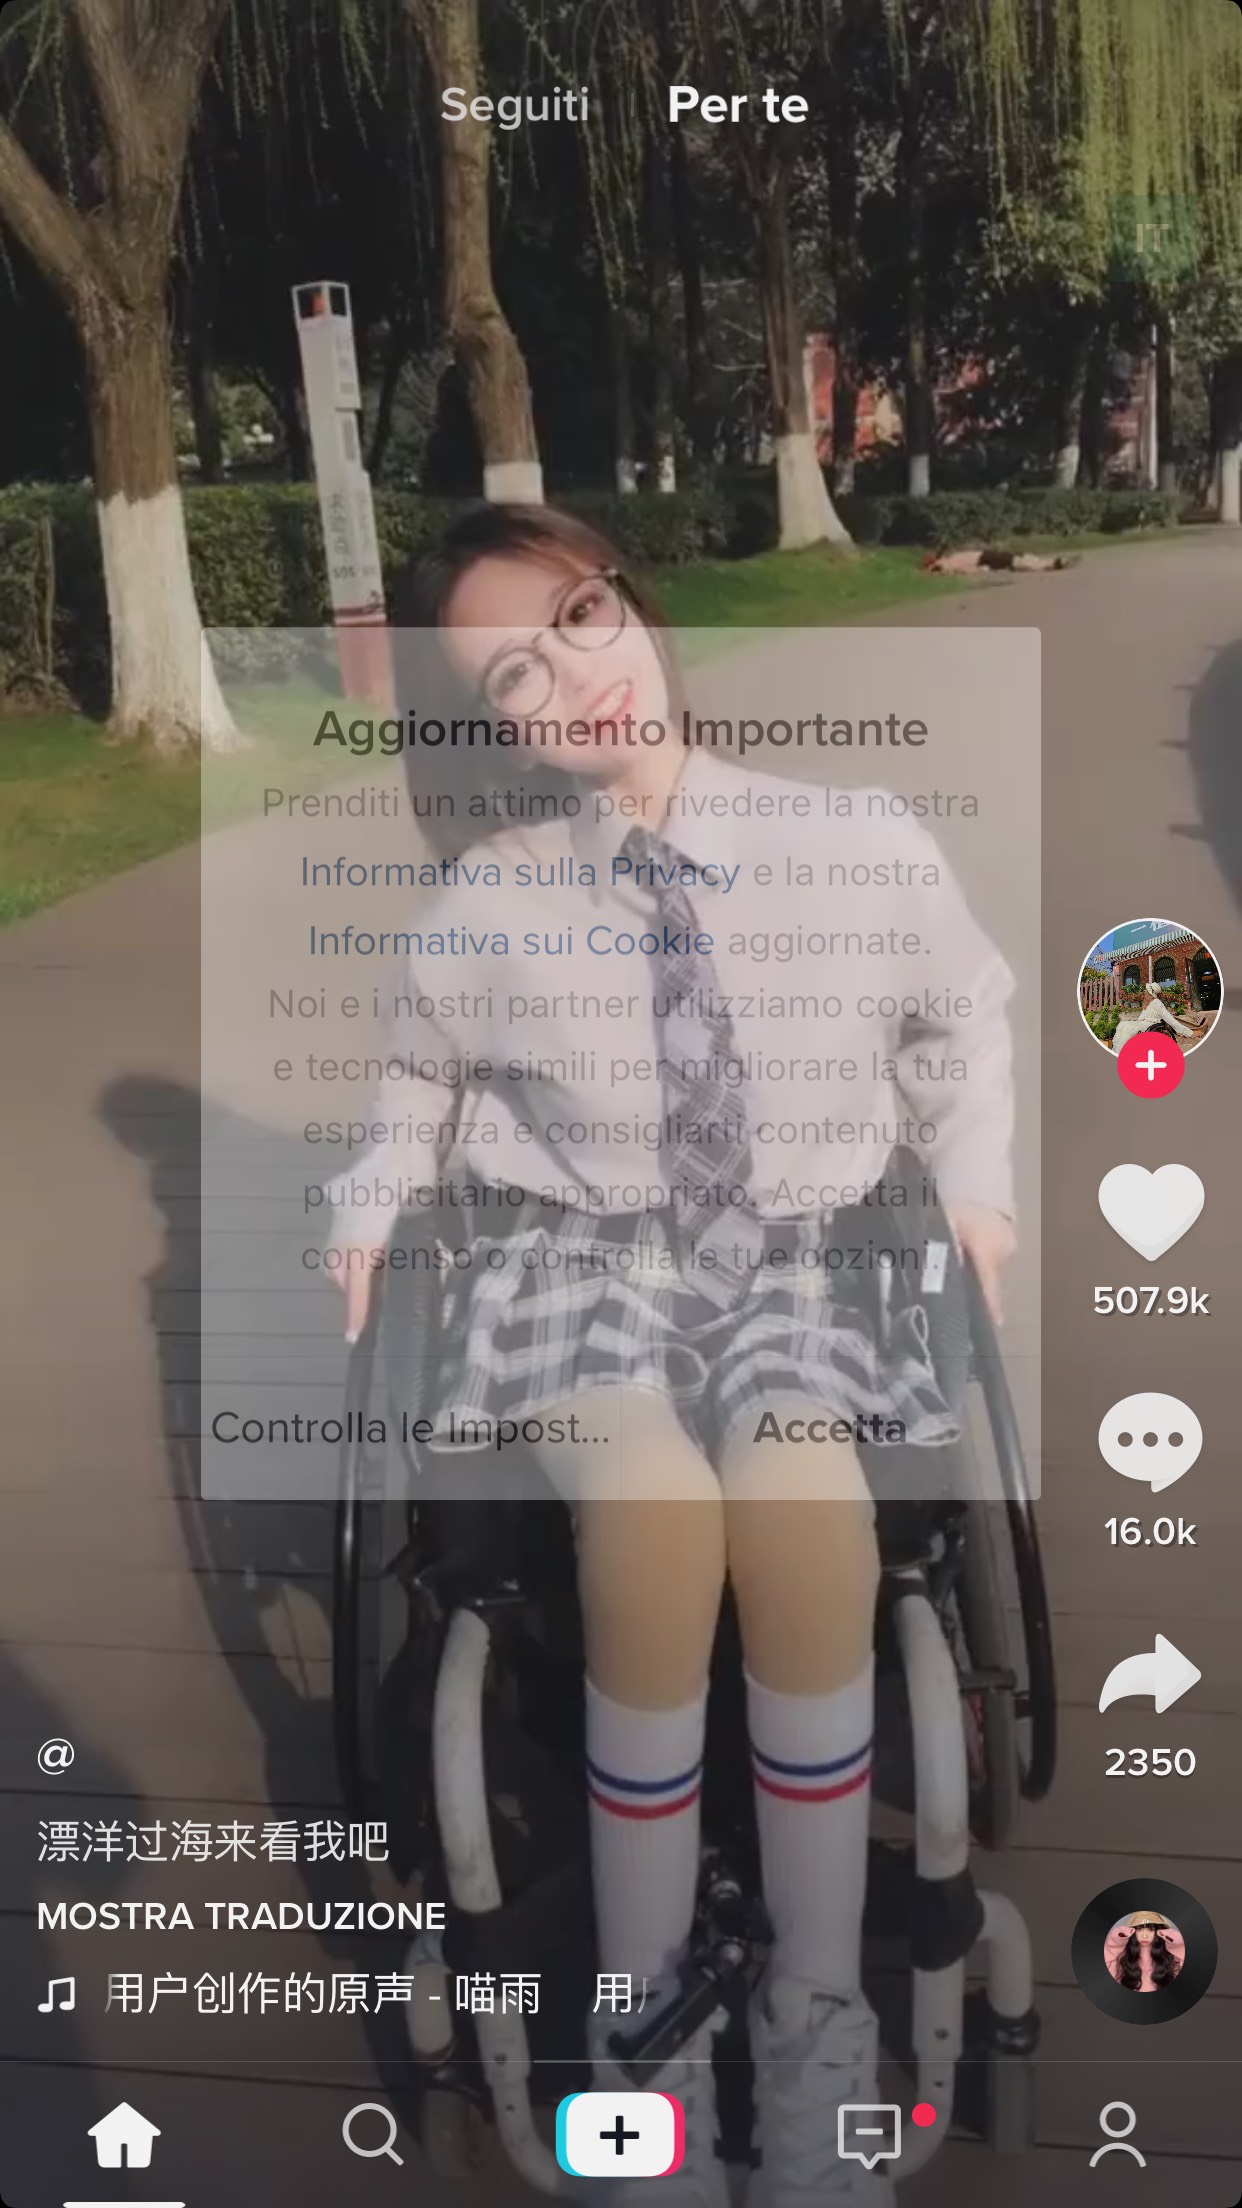 Seguiti
Per te
IT
SOS
Aggiornamento Importante
Prenditi un attimo per rivedere la nostra
Informativa sulla Privacy e la nostra
Informativa sui Cookie aggiornate.
Noi e i nostri partner utilizziamo cookie
e tecnologie simili per migliorare la tua
esperienza e consigliarti contenuto
pubblicitario appropriato. Accetta il
consenso o controlla le tue opzioni.
Controlla le Impost...
Accetta
507.9k
16.0k
2350
@
漂洋过海来看我吧
MOSTRA TRADUZIONE
用户创作的原声 - 喵雨 用